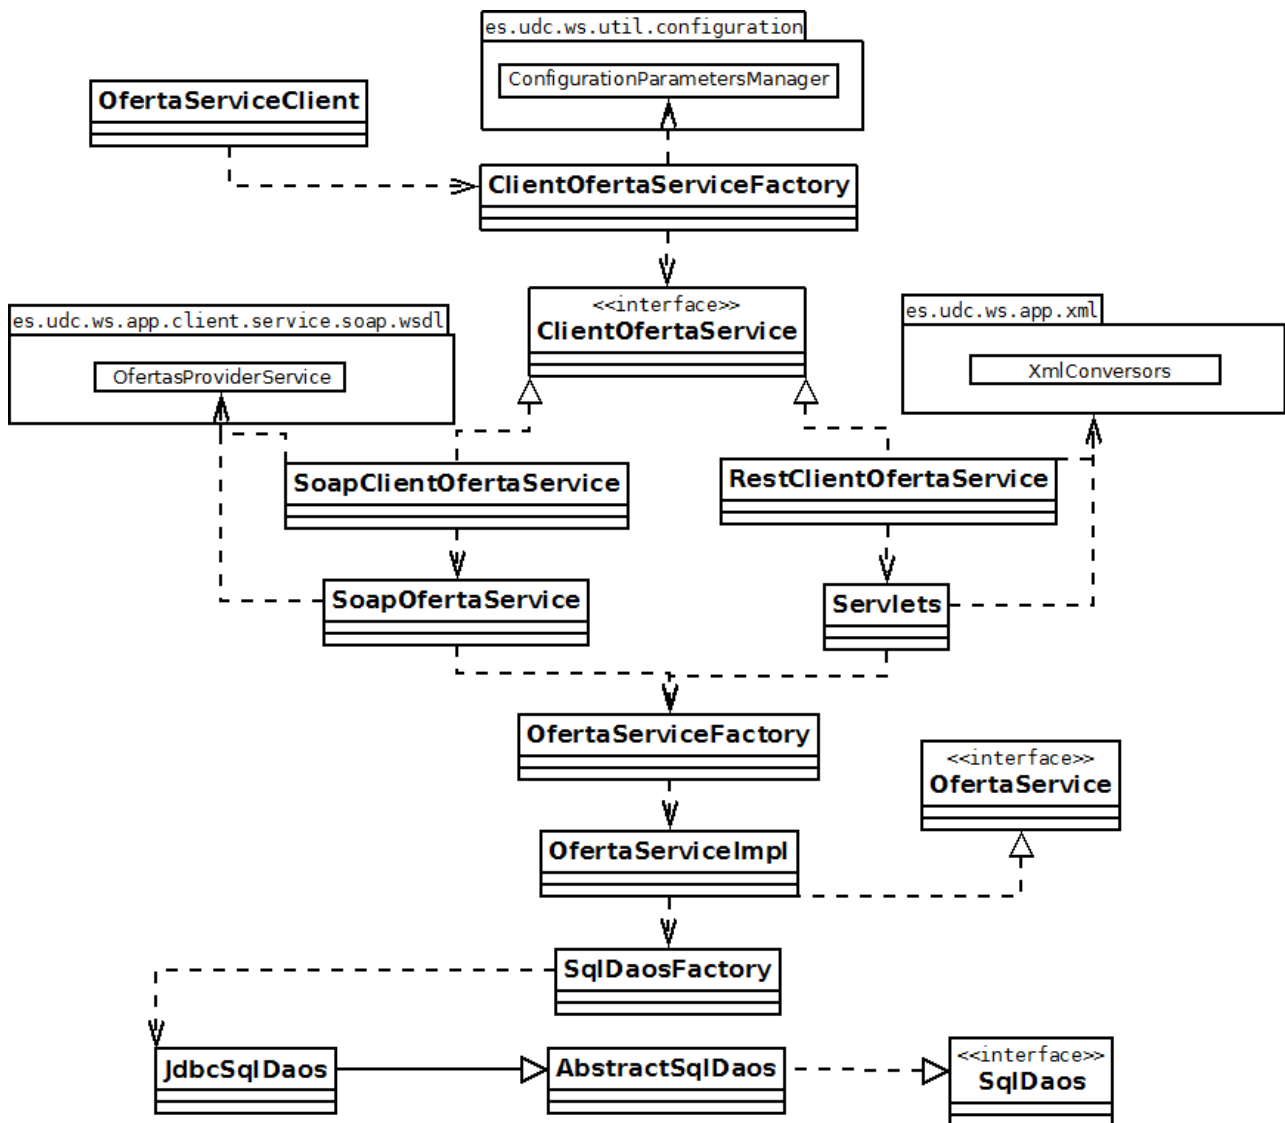 es.udc.ws.util.configuration
ConfigurationParametersManager
OfertaServiceClient
ClientOfertaServiceFactory
<<interface>>
ClientOfertaService
es.udc.ws.app.client.service.soap.wsdl
OfertasProviderService
es.udc.ws.app.xml
XmlConversors
SoapClientOfertaService
RestClientOfertaService
SoapOfertaService
Servlets
OfertaServiceFactory
<<interface>>
OfertaService
OfertaServiceImpl
SqlDaosFactory
JdbcSqlDaos
AbstractSqlDaos
<<interface>>
SqlDaos